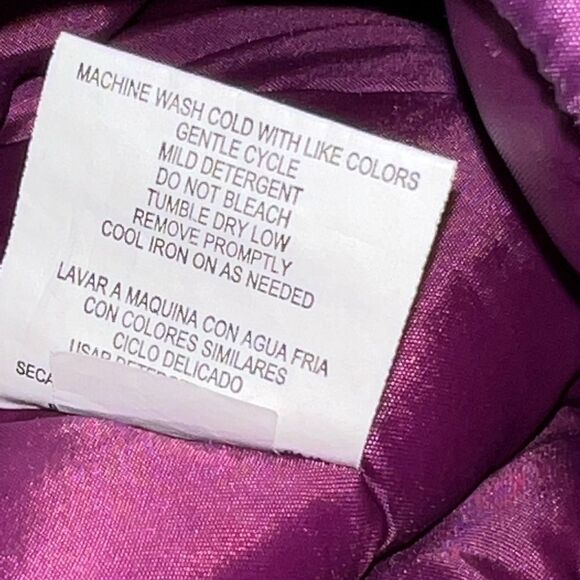 MACHINE WASH COLD WITH LIKE COLORS
GENTLE CYCLE
MILD DETERGENT
DO NOT BLEACH
TUMBLE DRY LOW
REMOVE PROMPTLY
COOL IRON ON AS NEEDED
LAVAR A MAQUINA CON AGUA FRIA
CON COLORES SIMILARES
CICLO DELICADO
USAR